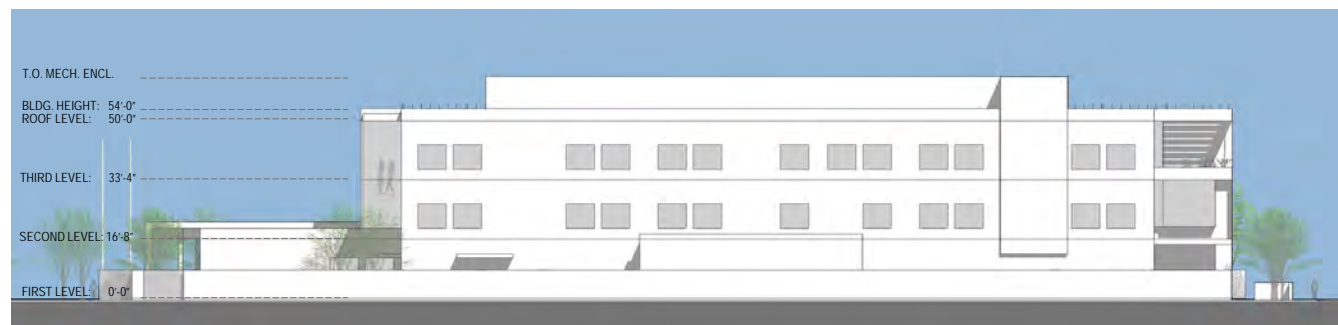 T.O. MECH. ENCL.
BLDG. HEIGHT: 54'-0"
ROOF LEVEL: 50'-0"
THIRD LEVEL: 33'-4"
SECOND LEVEL: 16'-8"
FIRST LEVEL: 0'-0"